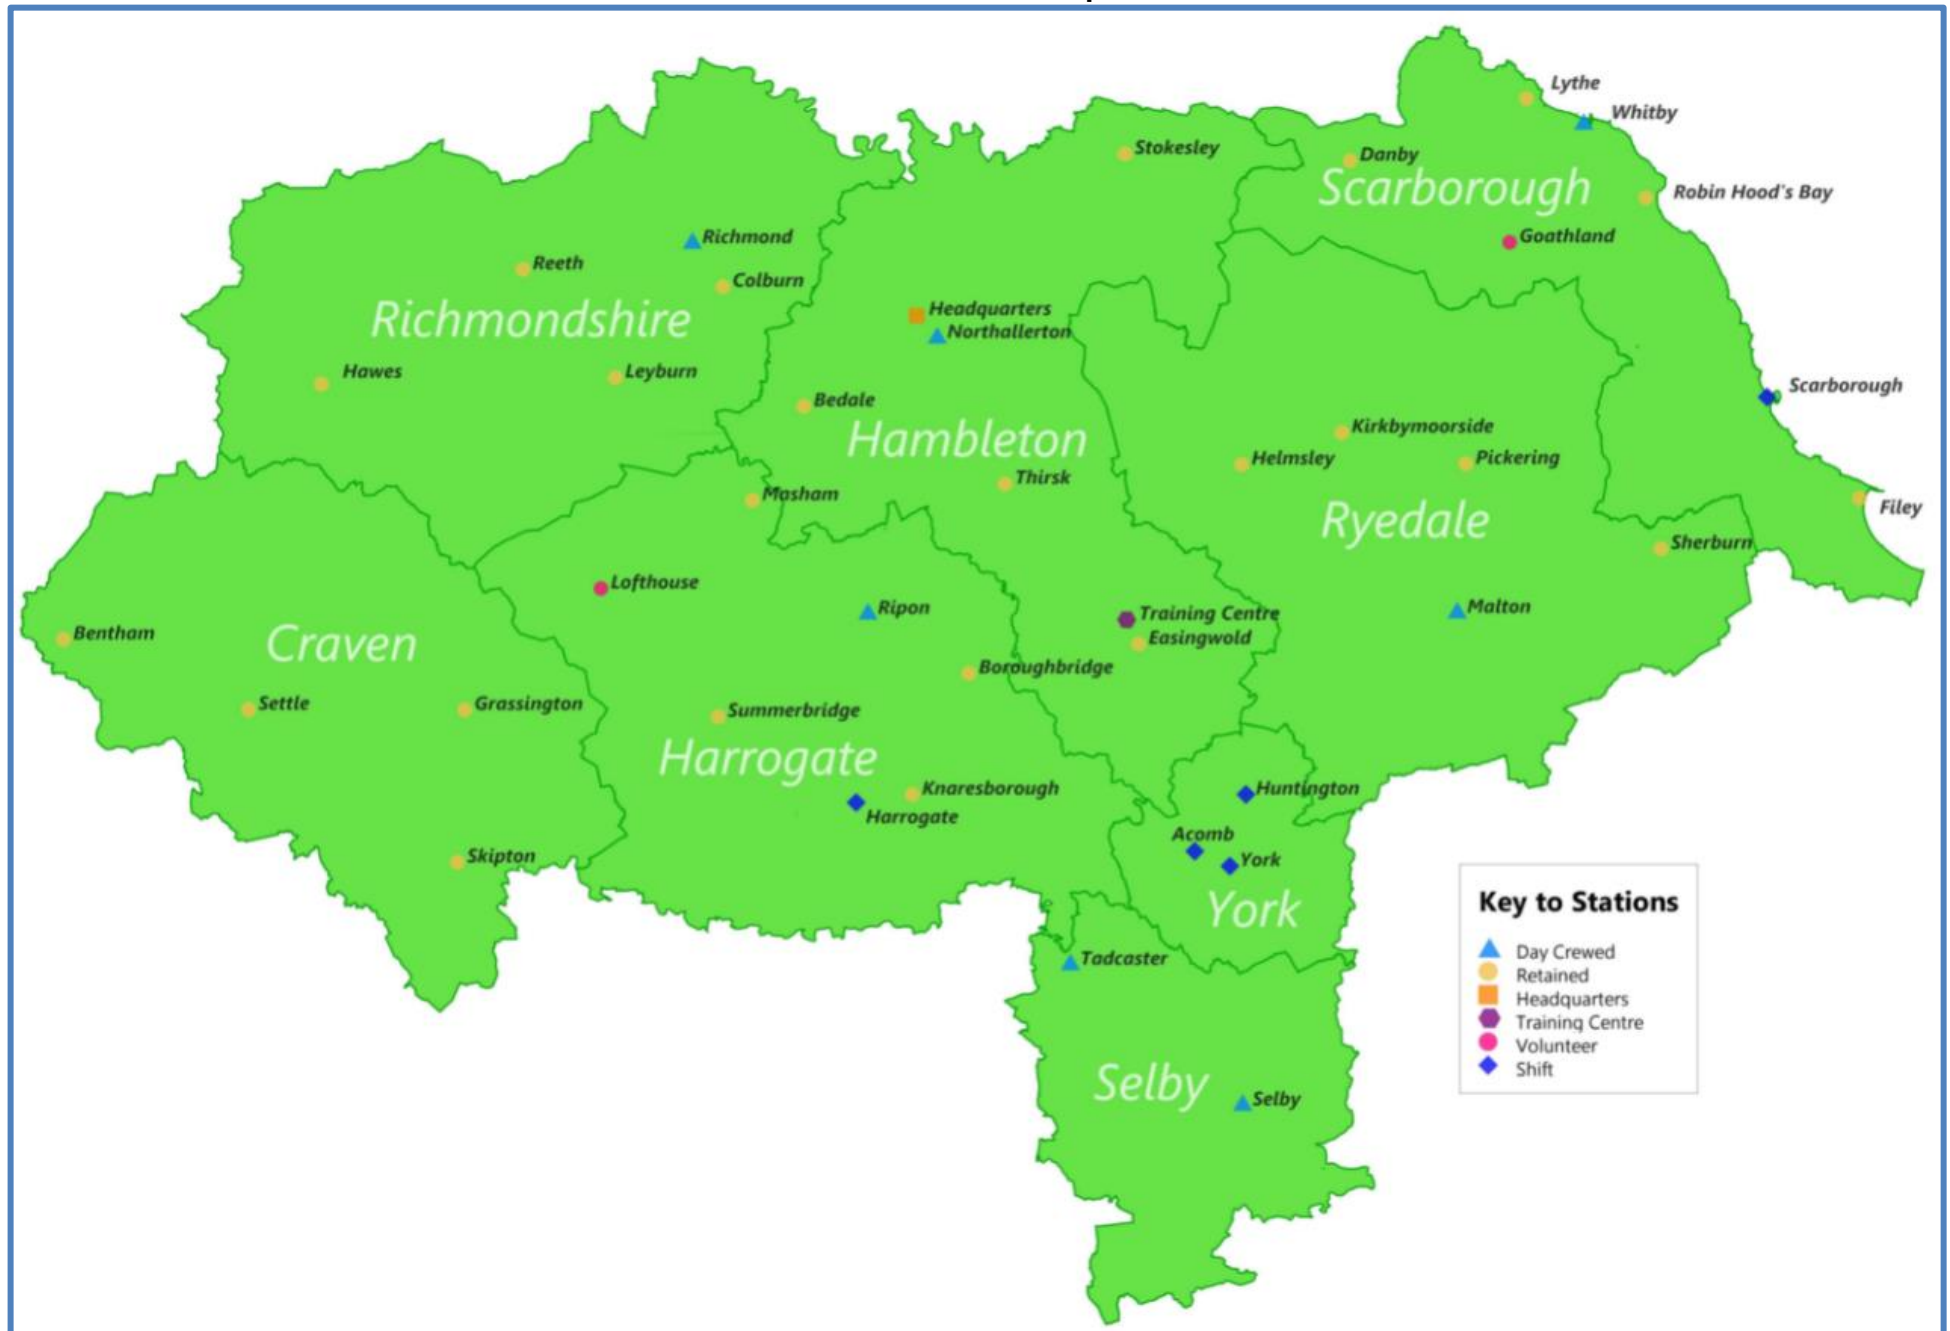 Lythe
Whitby
Stokesley
Danby
Scarborough
Robin Hood's Bay
Richmond
Goathland
Reeth
Colburn
Richmondshire
Headquarters
Northallerton
Hawes
Leyburn
Scarborough
Bedale
Hambleton
Kirkbymoorside
Helmsley
Pickering
Thirsk
Masham
Filey
Ryedale
Sherburn
Lofthouse
Ripon
Training Centre
Malton
Bentham
Craven
Easingwold
Boroughbridge
Settle
Grassington
Summerbridge
Harrogate
Knaresborough
Huntington
Harrogate
Acomb
Skipton
York
York
Tadcaster
Selby
Selby
Key to Stations
Day Crewed
Retained
Headquarters
Training Centre
Volunteer
Shift